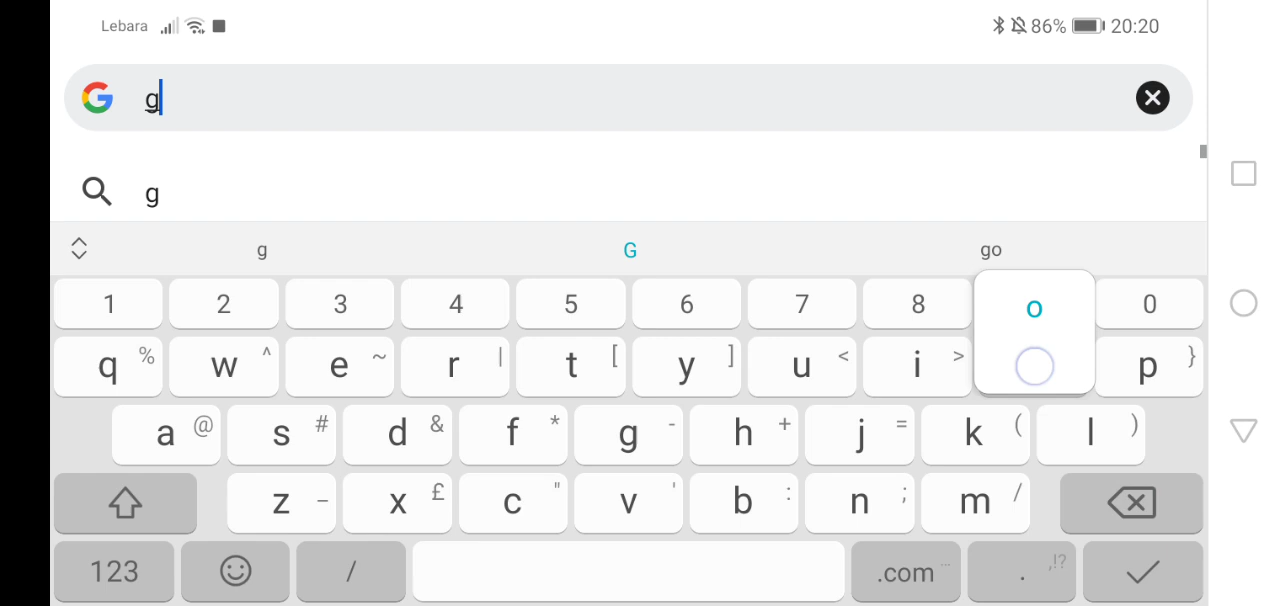 Lebara 86% 20:20
g
g
g G go
1 2 3 4 5 6 7 8 o 0
q % w ^ e ~ r | t [ y ] u < i > p }
a @ s # d & f * g - h + j = k ( l )
z _ x £ c " v ' b : n ; m /
123 / .com ... . ,!?